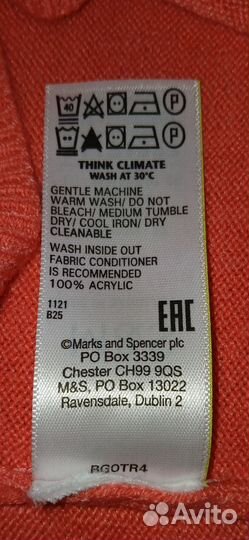 40 P
P
THINK CLIMATE
WASH AT 30°C
GENTLE MACHINE
WARM WASH/ DO NOT
BLEACH/ MEDIUM TUMBLE
DRY/ COOL IRON/ DRY
CLEANABLE
WASH INSIDE OUT
FABRIC CONDITIONER
IS RECOMMENDED
100% ACRYLIC
1121
B25
EAC
©Marks and Spencer plc
PO Box 3339
Chester CH99 9QS
M&S, PO Box 13022
Ravensdale, Dublin 2
BGOTR4
Avito